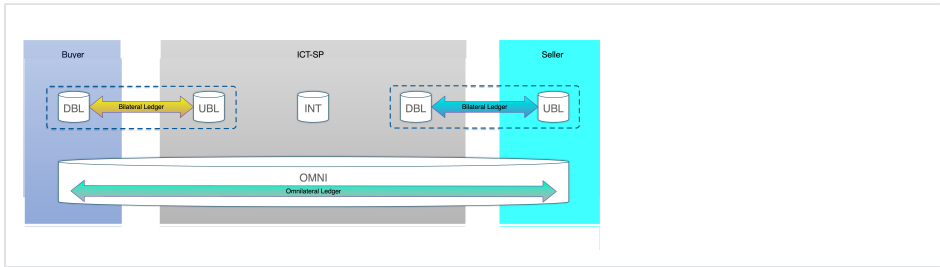 Buyer
ICT-SP
Seller
DBL
Bilateral Ledger
UBL
INT
DBL
Bilateral Ledger
UBL
OMNI
Omnilateral Ledger